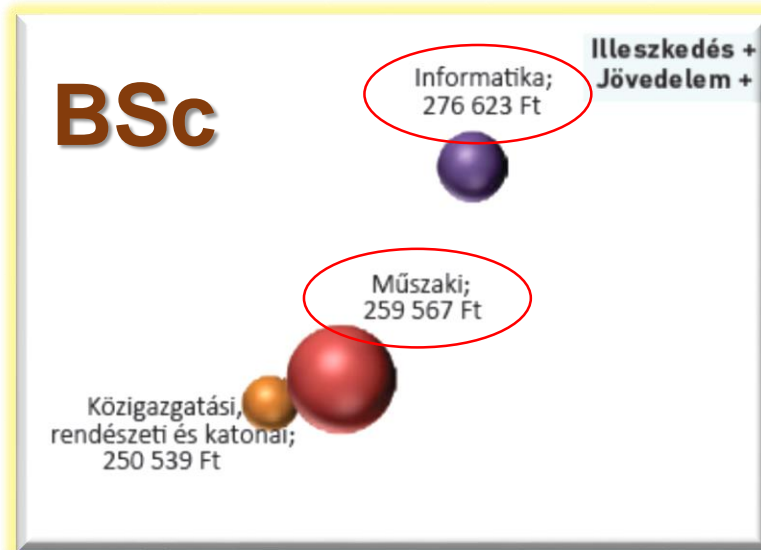 BSc
Illeszkedés +
Jövedelem +
Informatika;
276 623 Ft
Műszaki;
259 567 Ft
Közigazgatási,
rendészeti és katonai;
250 539 Ft